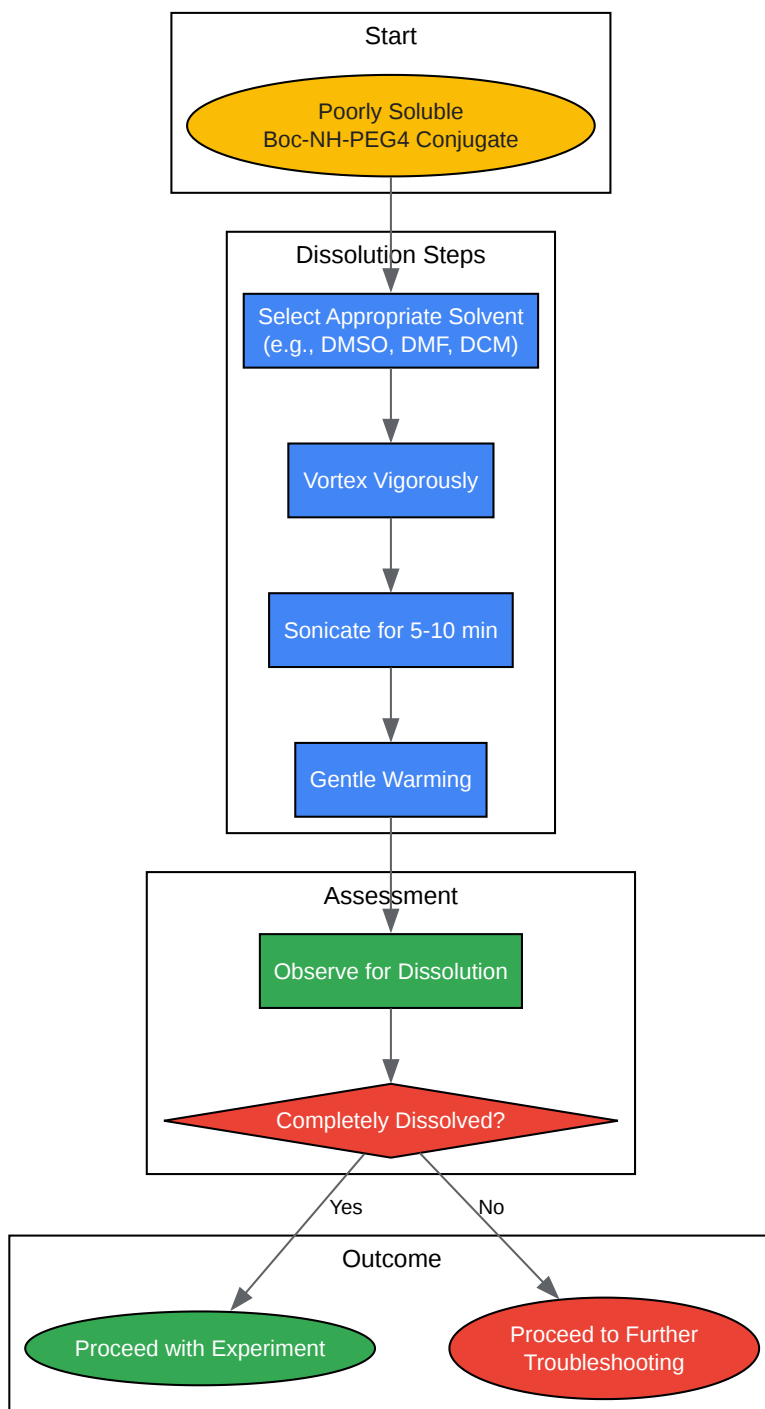 Start
Poorly Soluble
Boc-NH-PEG4 Conjugate
Dissolution Steps
Select Appropriate Solvent
(e.g., DMSO, DMF, DCM)
Vortex Vigorously
Sonicate for 5-10 min
Gentle Warming
Assessment
Observe for Dissolution
Completely Dissolved?
Yes
No
Outcome
Proceed with Experiment
Proceed to Further
Troubleshooting